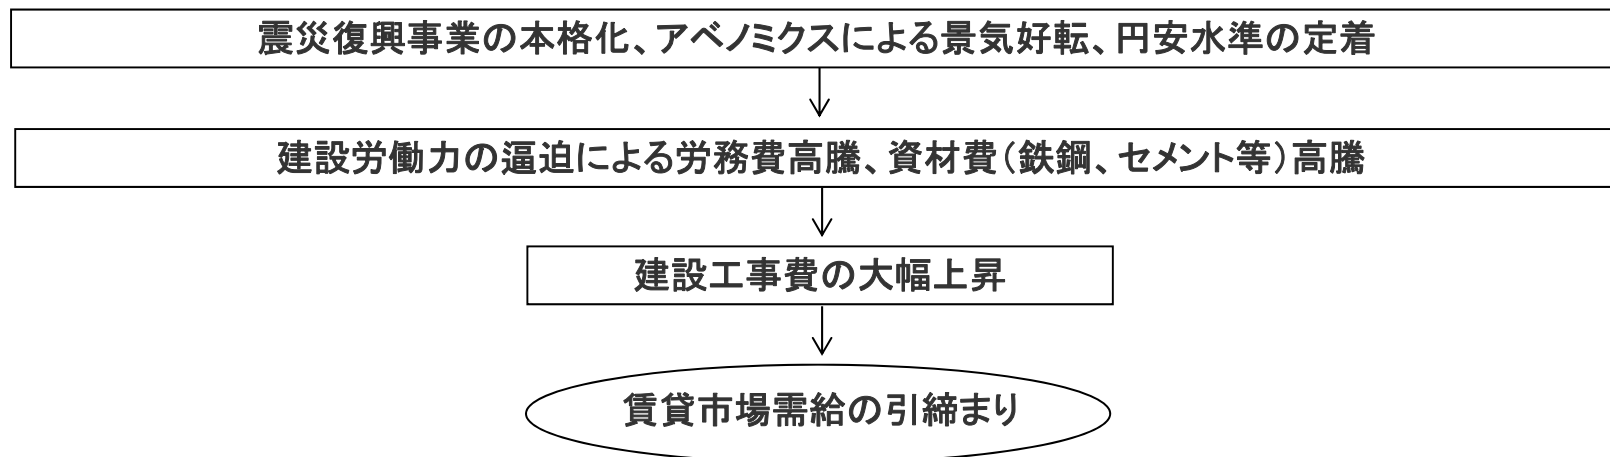 震災復興事業の本格化、アベノミクスによる景気好転、円安水準の定着
建設労働力の逼迫による労務費高騰、資材費（鉄鋼、セメント等）高騰
建設工事費の大幅上昇
賃貸市場需給の引締まり